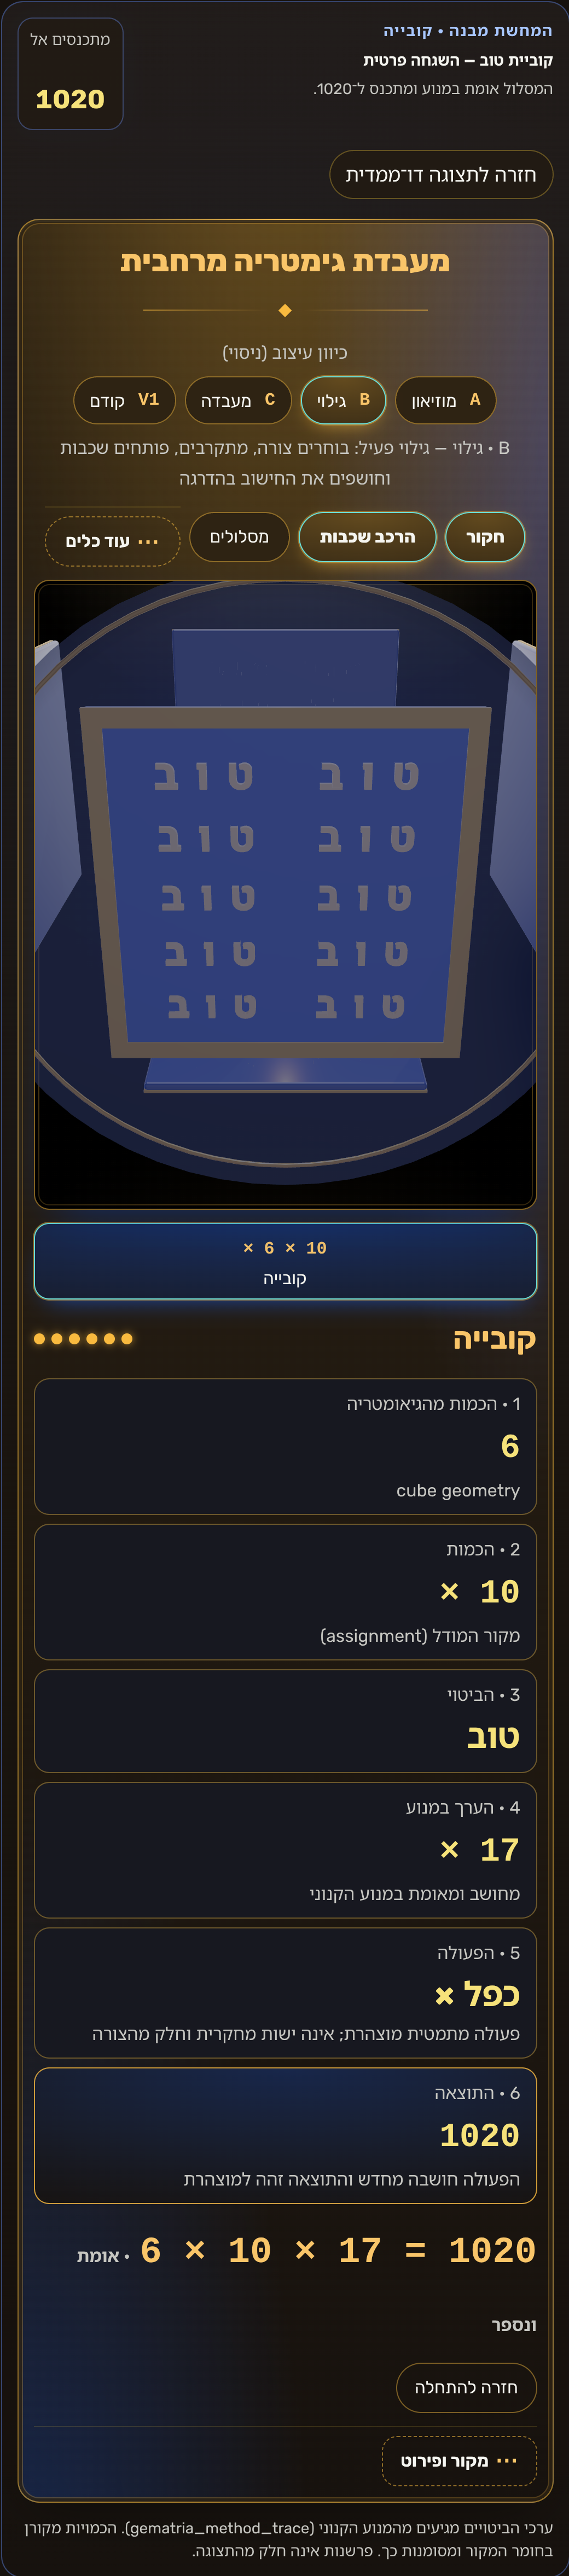 המחשת מבנה • קובייה
קוביית טוב – השגחה פרטית
המסלול אומת במנוע ומתכנס ל־1020.
מתכנסים אל
1020
חזרה לתצוגה דו־ממדית
מעבדת גימטריה מרחבית
כיוון עיצוב (ניסוי)
A מוזיאון
B גילוי
C מעבדה
V1 קודם
B • גילוי – גילוי פעיל: בוחרים צורה, מתקרבים, פותחים שכבות
וחושפים את החישוב בהדרגה
חקור
הרכב שכבות
מסלולים
••• עוד כלים
טוב טוב
טוב טוב
טוב טוב
טוב טוב
טוב טוב
× 6 × 10
קובייה
קובייה
1 • הכמות מהגיאומטריה
6
cube geometry
2 • הכמות
× 10
מקור המודל (assignment)
3 • הביטוי
טוב
4 • הערך במנוע
× 17
מחושב ומאומת במנוע הקנוני
5 • הפעולה
כפל ×
פעולה מתמטית מוצהרת; אינה ישות מחקרית וחלק מהצורה
6 • התוצאה
1020
הפעולה חושבה מחדש והתוצאה זהה למוצהרת
6 × 10 × 17 = 1020 • אומת
ונספר
חזרה להתחלה
••• מקור ופירוט
ערכי הביטויים מגיעים מהמנוע הקנוני (gematria_method_trace). הכמויות מקורן
בחומר המקור ומסומנות כך. פרשנות אינה חלק מהתצוגה.